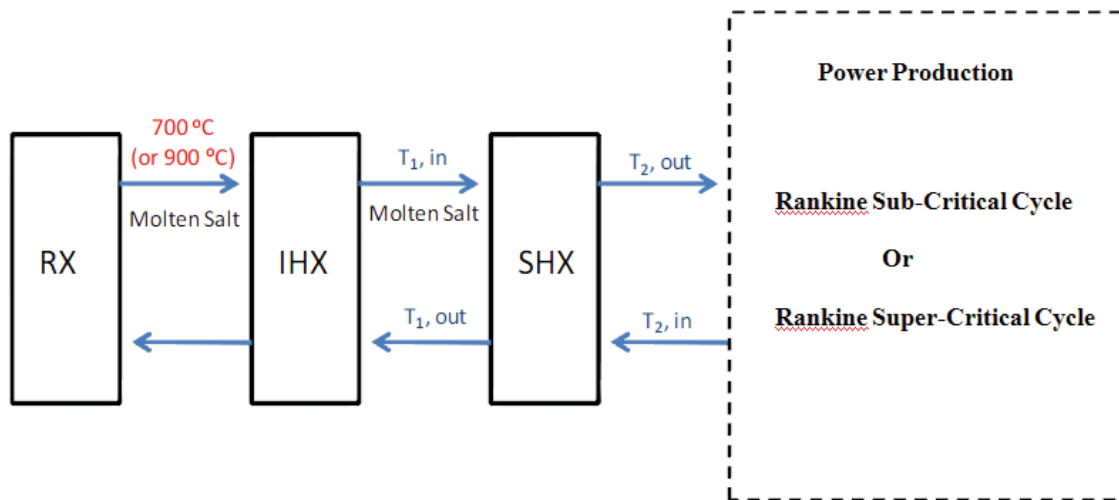 700 ºC
(or 900 ºC)
Molten Salt
T₁, in
Molten Salt
T₂, out
RX
IHX
SHX
T₁, out
T₂, in
Power Production
Rankine Sub-Critical Cycle
Or
Rankine Super-Critical Cycle